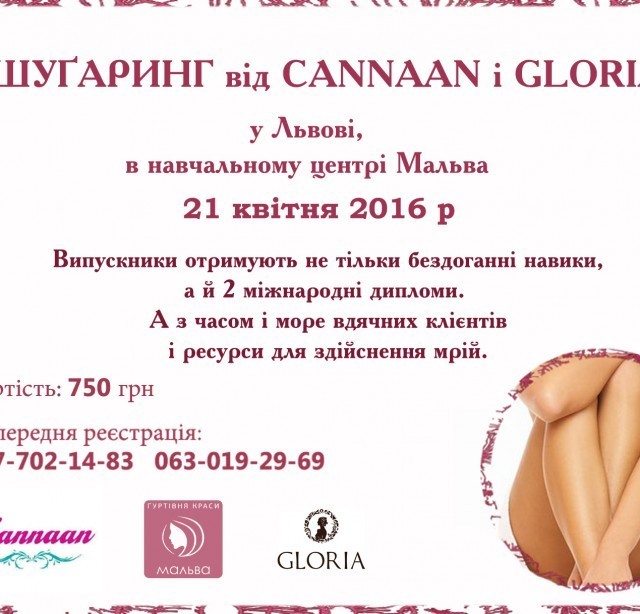 ШУҐАРИНГ від CANNAAN і GLORIA
у Львові,
в навчальному центрі Мальва
21 квітня 2016 р
Випускники отримують не тільки бездоганні навики,
а й 2 міжнародні дипломи.
А з часом і море вдячних клієнтів
і ресурси для здійснення мрій.
ртість: 750 грн
передня реєстрація:
7-702-14-83 063-019-29-69
Cannaan
ГУРТІВНЯ КРАСИ
МАЛЬВА
GLORIA